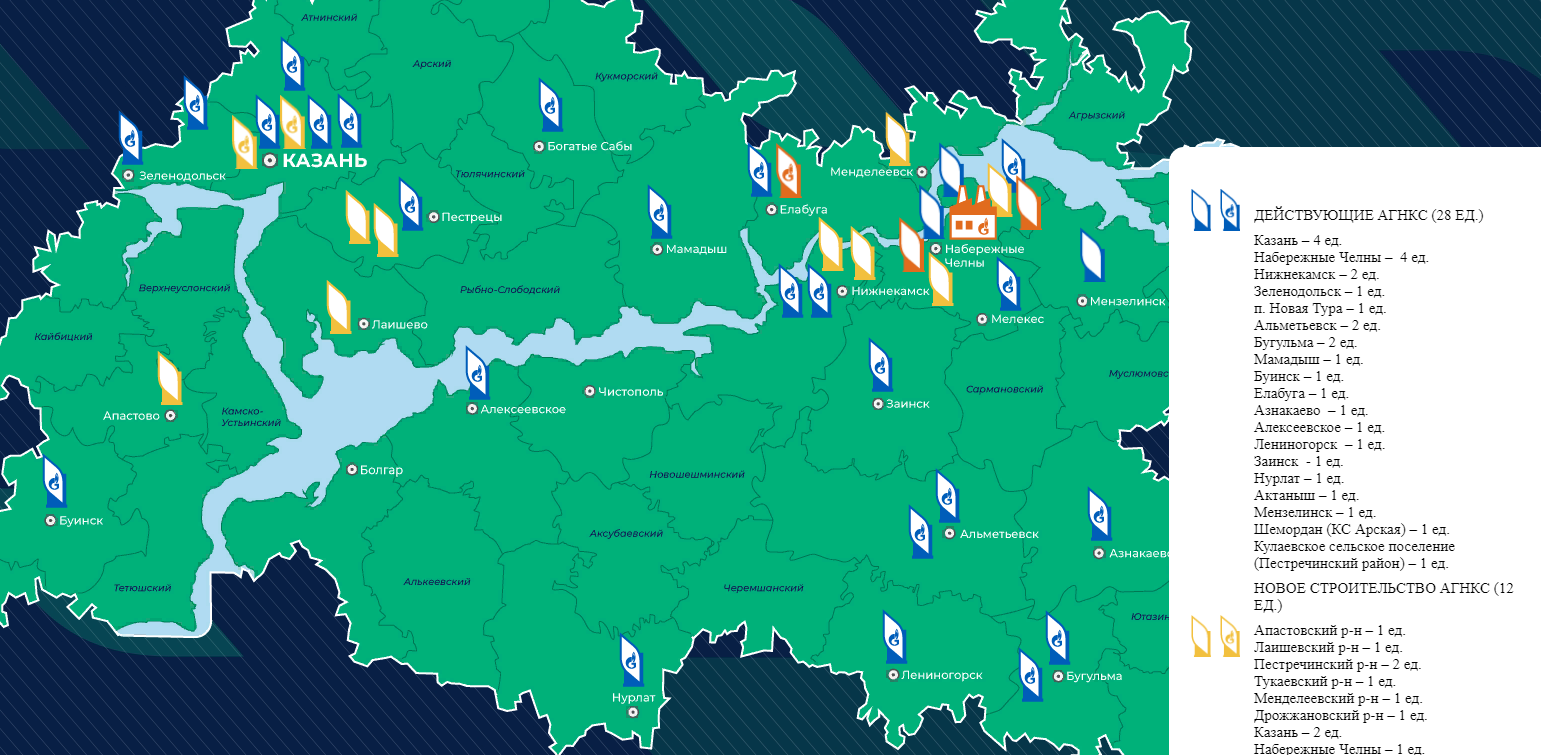 Атнинский
Арский
Кукморский
Агрызский
КАЗАНЬ
Богатые Сабы
Зеленодольск
Тюлячинский
Менделеевск
Пестрецы
Елабуга
Мамадыш
Набережные
Челны
Верхнеуслонский
Рыбно-Слободский
Нижнекамск
Мензелинск
Лаишево
Мелекес
Кайбицкий
Муслюмовс
Сармановский
Чистополь
Апастово
Камско-
Устьинский
Алексеевское
Заинск
Болгар
Новошешминский
Буинск
Аксубаевский
Альметьевск
Азнакаево
Тетюшский
Алькеевский
Черемшанский
Ютазин
Лениногорск
Бугульма
Нурлат
ДЕЙСТВУЮЩИЕ АГНКС (28 ЕД.)
Казань – 4 ед.
Набережные Челны –  4 ед.
Нижнекамск – 2 ед.
Зеленодольск – 1 ед.
п. Новая Тура – 1 ед.
Альметьевск – 2 ед.
Бугульма – 2 ед.
Мамадыш – 1 ед.
Буинск – 1 ед.
Елабуга – 1 ед.
Азнакаево  – 1 ед.
Алексеевское – 1 ед.
Лениногорск  – 1 ед.
Заинск  - 1 ед.
Нурлат – 1 ед.
Актаныш – 1 ед.
Мензелинск – 1 ед.
Шемордан (КС Арская) – 1 ед.
Кулаевское сельское поселение
(Пестречинский район) – 1 ед.
НОВОЕ СТРОИТЕЛЬСТВО АГНКС (12
ЕД.)
Апастовский р-н – 1 ед.
Лаишевский р-н – 1 ед.
Пестречинский р-н – 2 ед.
Тукаевский р-н – 1 ед.
Менделеевский р-н – 1 ед.
Дрожжановский р-н – 1 ед.
Казань – 2 ед.
Набережные Челны – 1 ед.